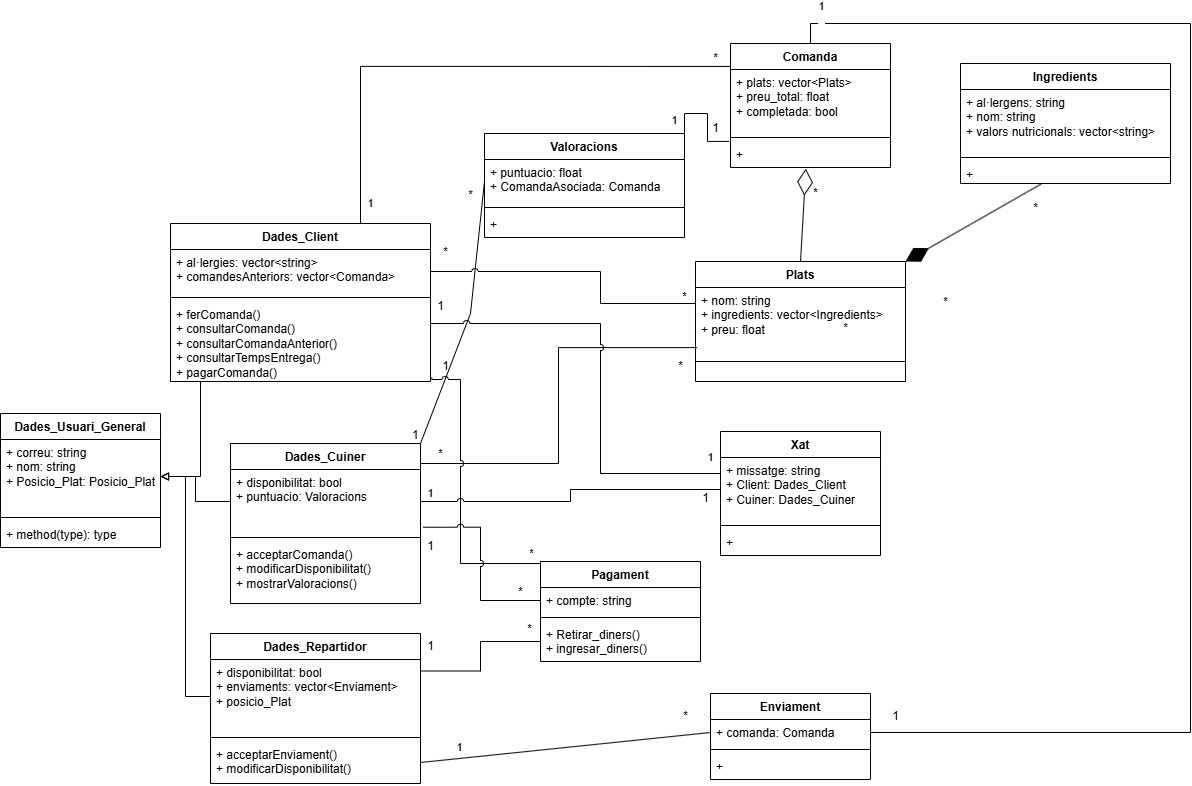 1
Comanda
+ plats: vector<Plats>
+ preu_total: float
+ completada: bool
+
*
1
1
Ingredients
+ al·lergens: string
+ nom: string
+ valors nutricionals: vector<string>
+
*
*
Valoracions
+ puntuacio: float
+ ComandaAsociada: Comanda
+
*
1
Dades_Client
+ al·lergies: vector<string>
+ comandesAnteriors: vector<Comanda>
+ ferComanda()
+ consultarComanda()
+ consultarComandaAnterior()
+ consultarTempsEntrega()
+ pagarComanda()
*
1
1
Plats
+ nom: string
+ ingredients: vector<Ingredients>
+ preu: float
*
*
*
*
Dades_Usuari_General
+ correu: string
+ nom: string
+ Posicio_Plat: Posicio_Plat
+ method(type): type
1
Dades_Cuiner
+ disponibilitat: bool
+ puntuacio: Valoracions
+ acceptarComanda()
+ modificarDisponibilitat()
+ mostrarValoracions()
*
1
1
Xat
+ missatge: string
+ Client: Dades_Client
+ Cuiner: Dades_Cuiner
+
1
1
Pagament
+ compte: string
+ Retirar_diners()
+ ingresar_diners()
*
*
*
Dades_Repartidor
+ disponibilitat: bool
+ enviaments: vector<Enviament>
+ posicio_Plat
+ acceptarEnviament()
+ modificarDisponibilitat()
1
1
Enviament
+ comanda: Comanda
+
*
1